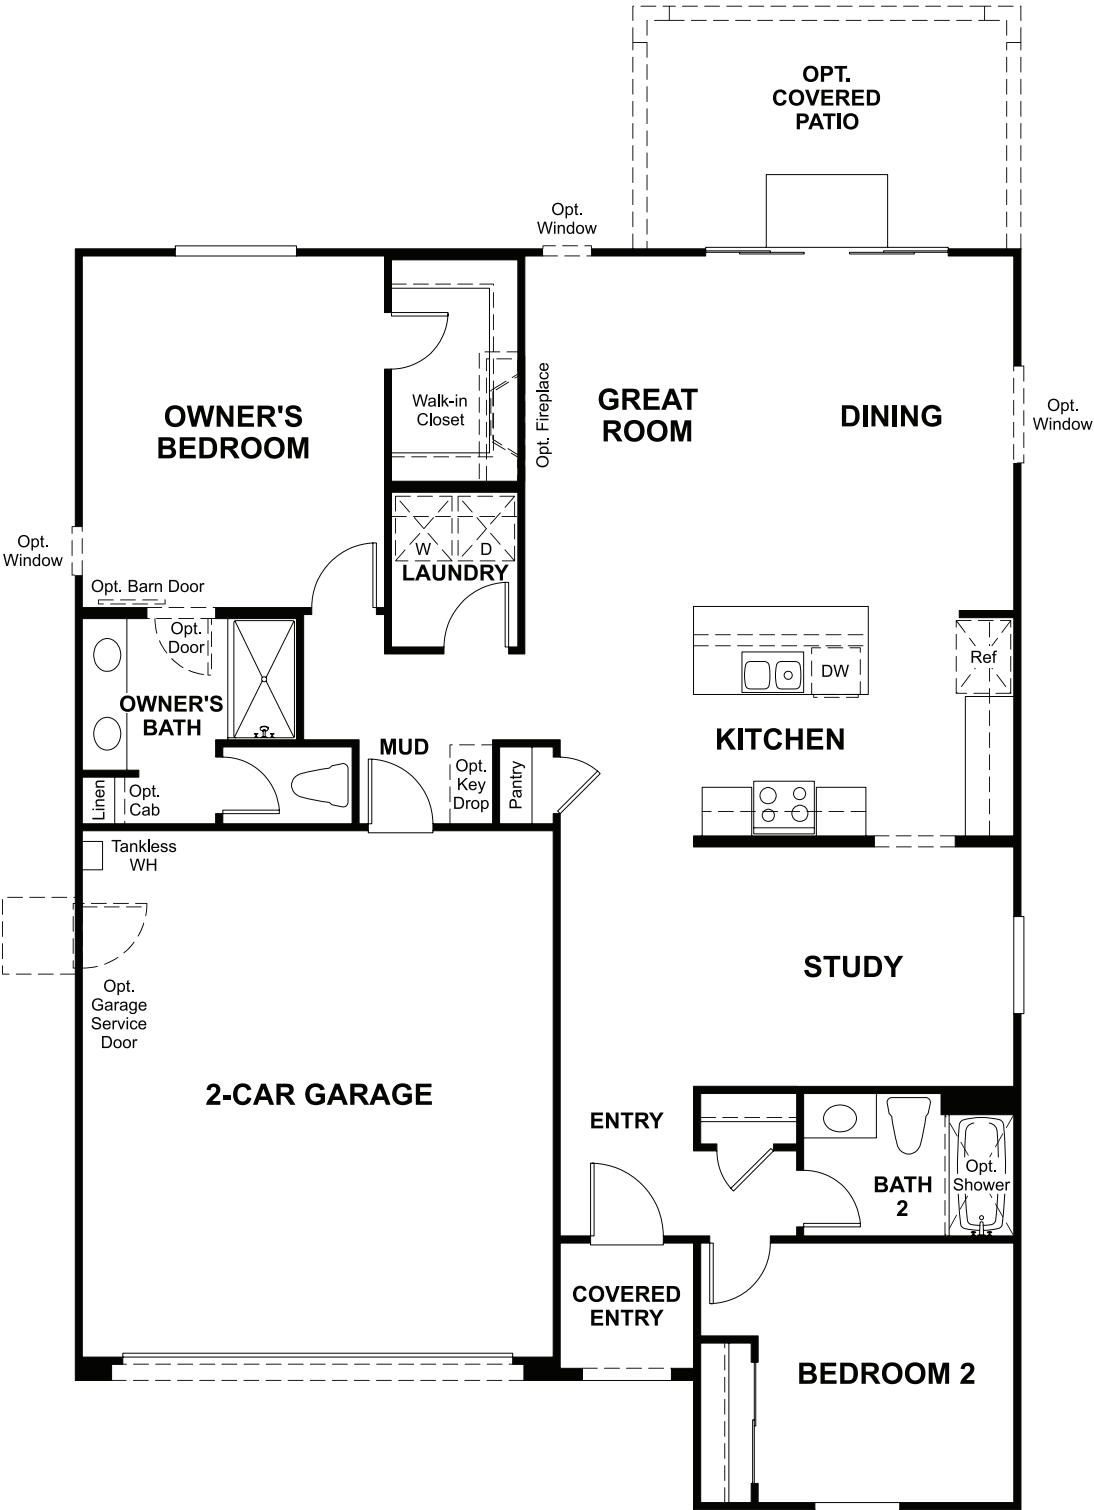 OPT.
COVERED
PATIO
Opt.
Window
OWNER'S
BEDROOM
Walk-in
Closet
Opt. Fireplace
GREAT
ROOM
DINING
Opt.
Window
Opt.
Window
W
D
LAUNDRY
Opt. Barn Door
Opt.
Door
OWNER'S
BATH
Ref
DW
KITCHEN
MUD
Opt.
Key
Drop
Pantry
Linen
Opt.
Cab
Tankless
WH
Opt.
Garage
Service
Door
STUDY
2-CAR GARAGE
ENTRY
BATH
2
Opt.
Shower
COVERED
ENTRY
BEDROOM 2